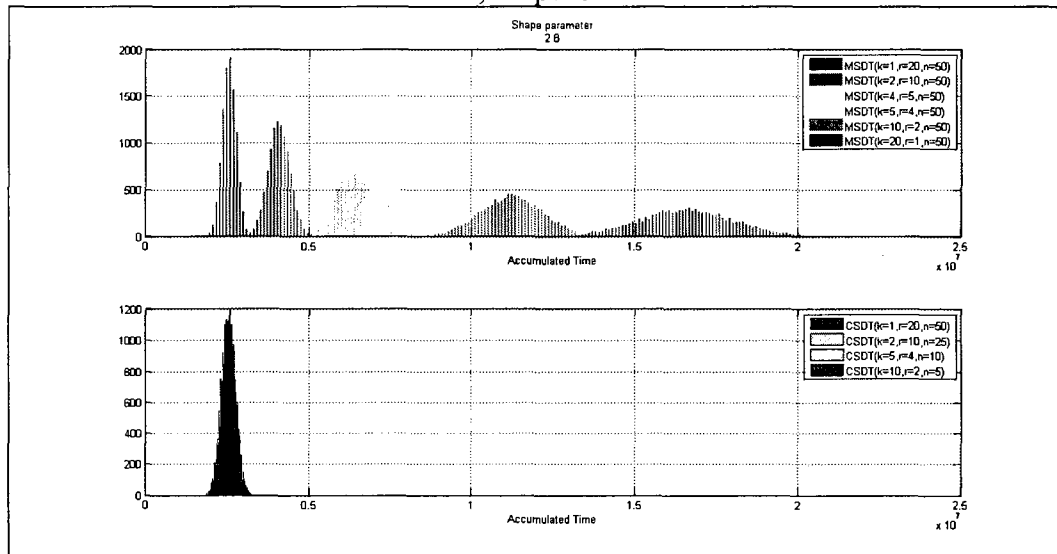 Shape parameter
2 8
2000
1500
1000
500
0
MSDT(k=1,r=20,n=50)
MSDT(k=2,r=10,n=50)
MSDT(k=4,r=5,n=50)
MSDT(k=5,r=4,n=50)
MSDT(k=10,r=2,n=50)
MSDT(k=20,r=1,n=50)
0 0.5 1 1.5 2 2.5
Accumulated Time
x 10^7
1200
1000
800
600
400
200
0
CSDT(k=1,r=20,n=50)
CSDT(k=2,r=10,n=25)
CSDT(k=5,r=4,n=10)
CSDT(k=10,r=2,n=5)
0 0.5 1 1.5 2 2.5
Accumulated Time
x 10^7